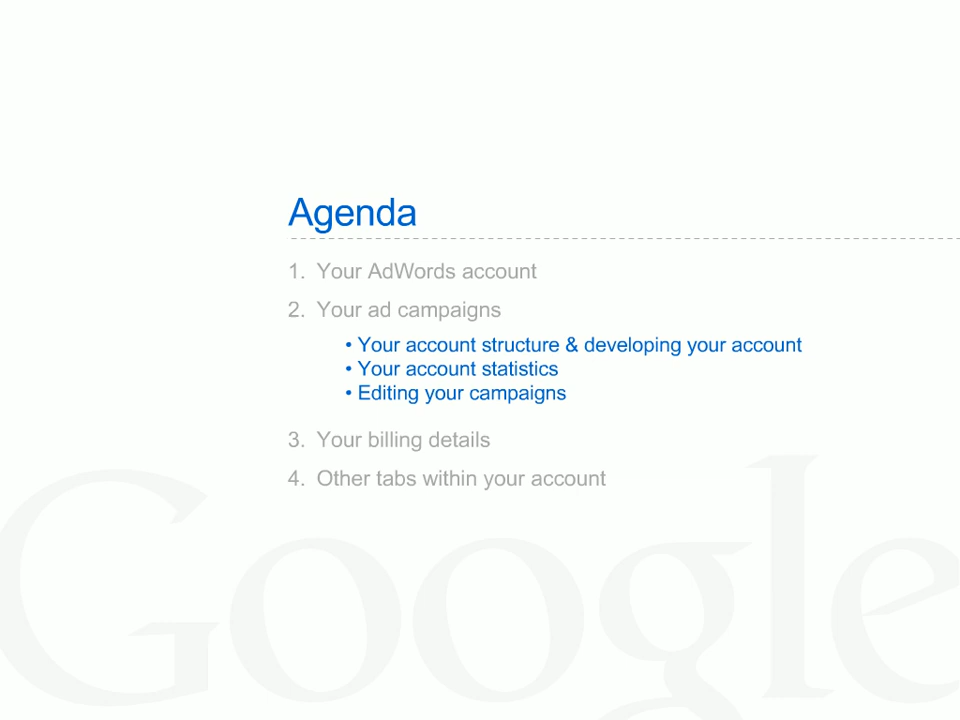 Agenda
1. Your AdWords account
2. Your ad campaigns
• Your account structure & developing your account
• Your account statistics
• Editing your campaigns
3. Your billing details
4. Other tabs within your account
Google